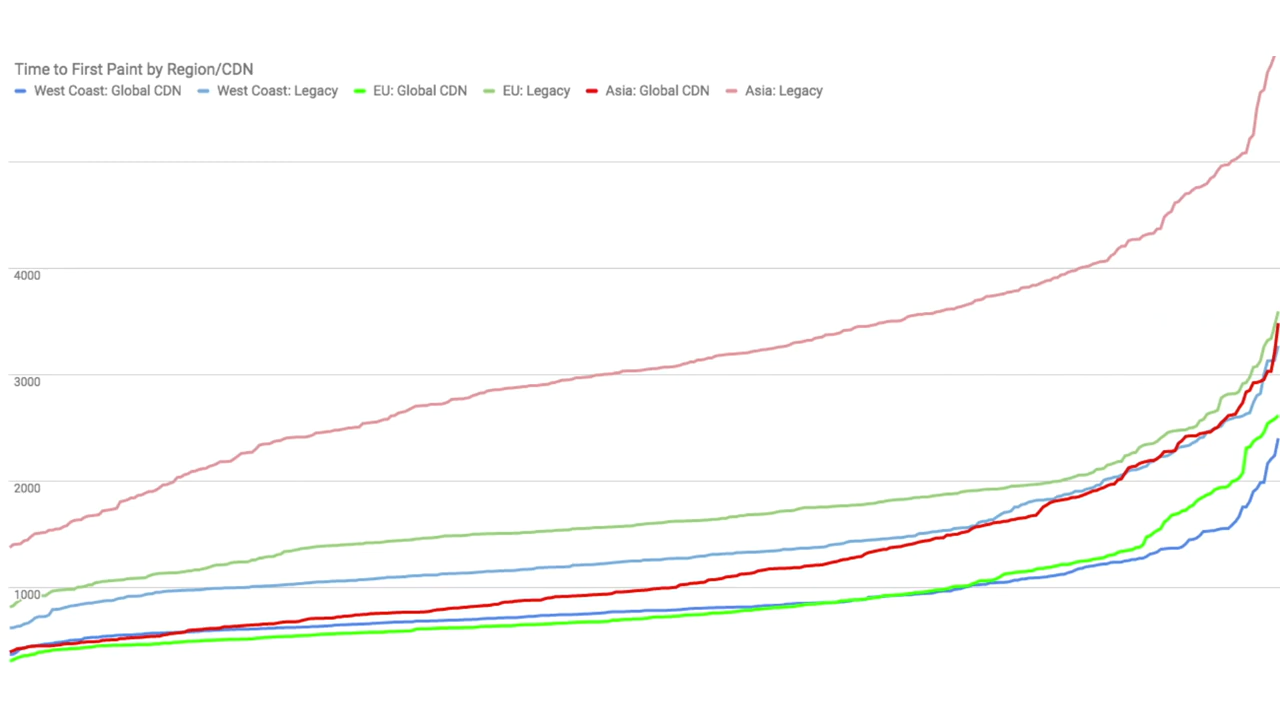 Time to First Paint by Region/CDN
West Coast: Global CDN West Coast: Legacy EU: Global CDN EU: Legacy Asia: Global CDN Asia: Legacy
4000
3000
2000
1000